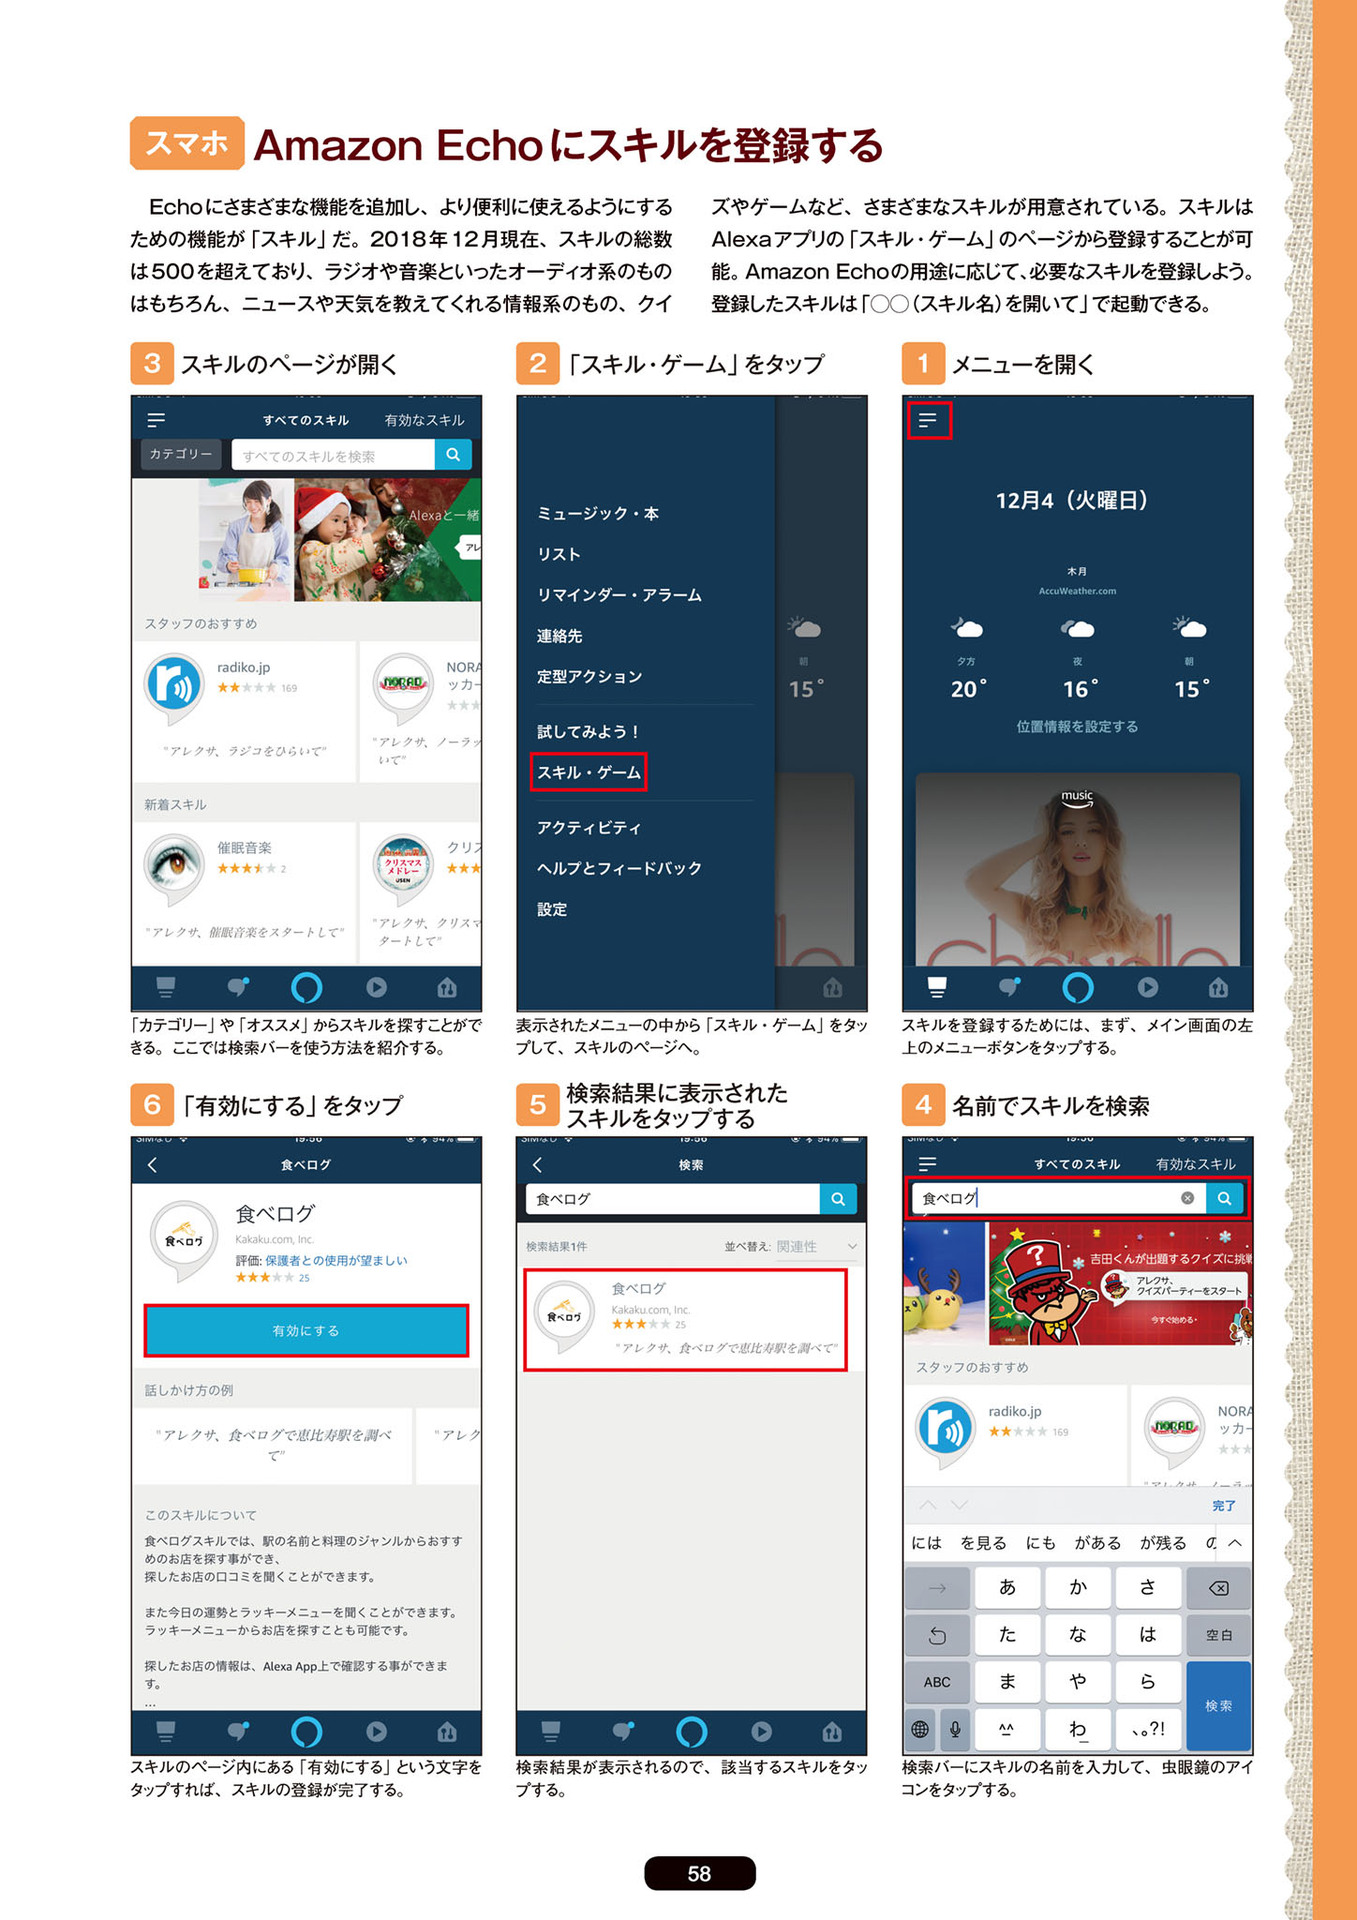 スマホ Amazon Echoにスキルを登録する
Echoにさまざまな機能を追加し、より便利に使えるようにする
ための機能が「スキル」だ。2018年12月現在、スキルの総数
は500を超えており、ラジオや音楽といったオーディオ系のもの
はもちろん、ニュースや天気を教えてくれる情報系のもの、クイ
ズやゲームなど、さまざまなスキルが用意されている。スキルは
Alexaアプリの「スキル・ゲーム」のページから登録することが可
能。Amazon Echoの用途に応じて、必要なスキルを登録しよう。
登録したスキルは「○○(スキル名)を開いて」で起動できる。
1 メニューを開く
12月4（火曜日）
木月
AccuWeather.com
夕方
夜
朝
20°
16°
15°
位置情報を設定する
music
スキルを登録するためには、まず、メイン画面の左
上のメニューボタンをタップする。
2 「スキル・ゲーム」をタップ
ミュージック・本
リスト
リマインダー・アラーム
連絡先
定型アクション
試してみよう！
スキル・ゲーム
アクティビティ
ヘルプとフィードバック
設定
朝
15°
表示されたメニューの中から「スキル・ゲーム」をタッ
プして、スキルのページへ。
3 スキルのページが開く
すべてのスキル 有効なスキル
カテゴリー すべてのスキルを検索
Alexaと一緒
アレ
スタッフのおすすめ
radiko.jp
169
"アレクサ、ラジコをひらいて"
NORA
ッカー
"アレクサ、ノーラッ
いて"
新着スキル
催眠音楽
2
"アレクサ、催眠音楽をスタートして"
クリス
クリスマス
メドレー
USEN
"アレクサ、クリスマ
タートして"
「カテゴリー」や「オススメ」からスキルを探すことがで
きる。ここでは検索バーを使う方法を紹介する。
4 名前でスキルを検索
SIMなし 19:56 94%
すべてのスキル 有効なスキル
食べログ
吉田くんが出題するクイズに挑戦
アレクサ、
クイズパーティーをスタート
今すぐ始める
スタッフのおすすめ
radiko.jp
169
NORAD
NORA
ッカー
完了
には を見る にも がある が残る の
あ か さ
た な は 空白
ABC ま や ら
検索
^^ わ 、。?!
検索バーにスキルの名前を入力して、虫眼鏡のアイ
コンをタップする。
5 検索結果に表示された
スキルをタップする
SIMなし 19:56 94%
検索
食べログ
検索結果1件 並べ替え: 関連性
食べログ
食べログ
Kakaku.com, Inc.
25
"アレクサ、食べログで恵比寿駅を調べて"
検索結果が表示されるので、該当するスキルをタッ
プする。
6 「有効にする」をタップ
SIMなし 19:56 94%
食べログ
食べログ
食べログ
Kakaku.com, Inc.
評価: 保護者との使用が望ましい
25
有効にする
話しかけ方の例
"アレクサ、食べログで恵比寿駅を調べ
て"
"アレク
このスキルについて
食べログスキルでは、駅の名前と料理のジャンルからおすす
めのお店を探す事ができ、
探したお店の口コミを聞くことができます。
また今日の運勢とラッキーメニューを聞くことができます。
ラッキーメニューからお店を探すことも可能です。
探したお店の情報は、Alexa App上で確認する事ができま
す。
...
スキルのページ内にある「有効にする」という文字を
タップすれば、スキルの登録が完了する。
58